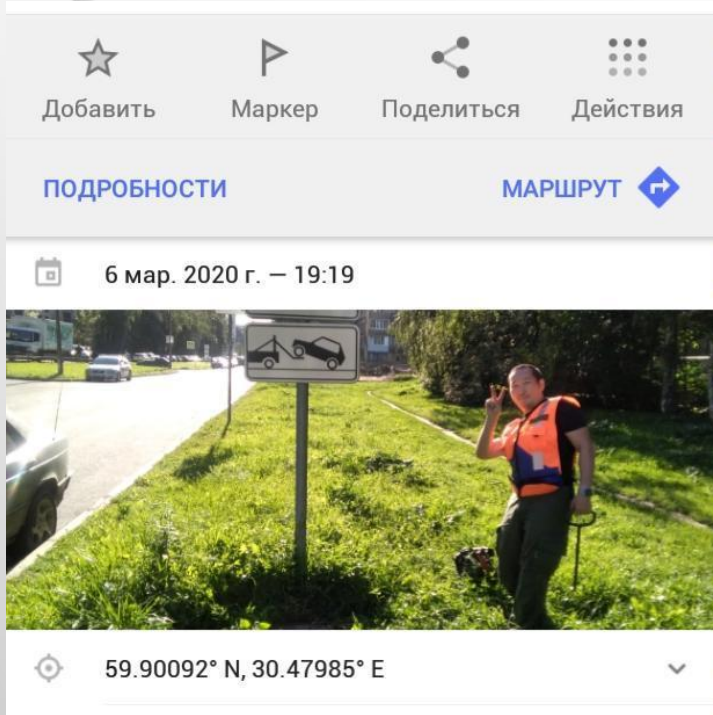 Добавить Маркер Поделиться Действия
ПОДРОБНОСТИ МАРШРУТ
6 мар. 2020 г. — 19:19
59.90092° N, 30.47985° E